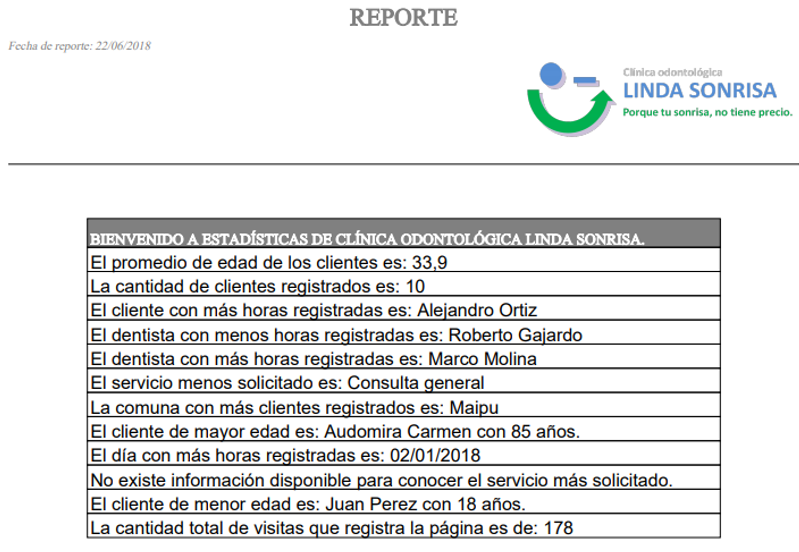 REPORTE
Fecha de reporte: 22/06/2018
Clínica odontológica
LINDA SONRISA
Porque tu sonrisa, no tiene precio.
BIENVENIDO A ESTADÍSTICAS DE CLÍNICA ODONTOLÓGICA LINDA SONRISA.
El promedio de edad de los clientes es: 33,9
La cantidad de clientes registrados es: 10
El cliente con más horas registradas es: Alejandro Ortiz
El dentista con menos horas registradas es: Roberto Gajardo
El dentista con más horas registradas es: Marco Molina
El servicio menos solicitado es: Consulta general
La comuna con más clientes registrados es: Maipu
El cliente de mayor edad es: Audomira Carmen con 85 años.
El día con más horas registradas es: 02/01/2018
No existe información disponible para conocer el servicio más solicitado.
El cliente de menor edad es: Juan Perez con 18 años.
La cantidad total de visitas que registra la página es de: 178